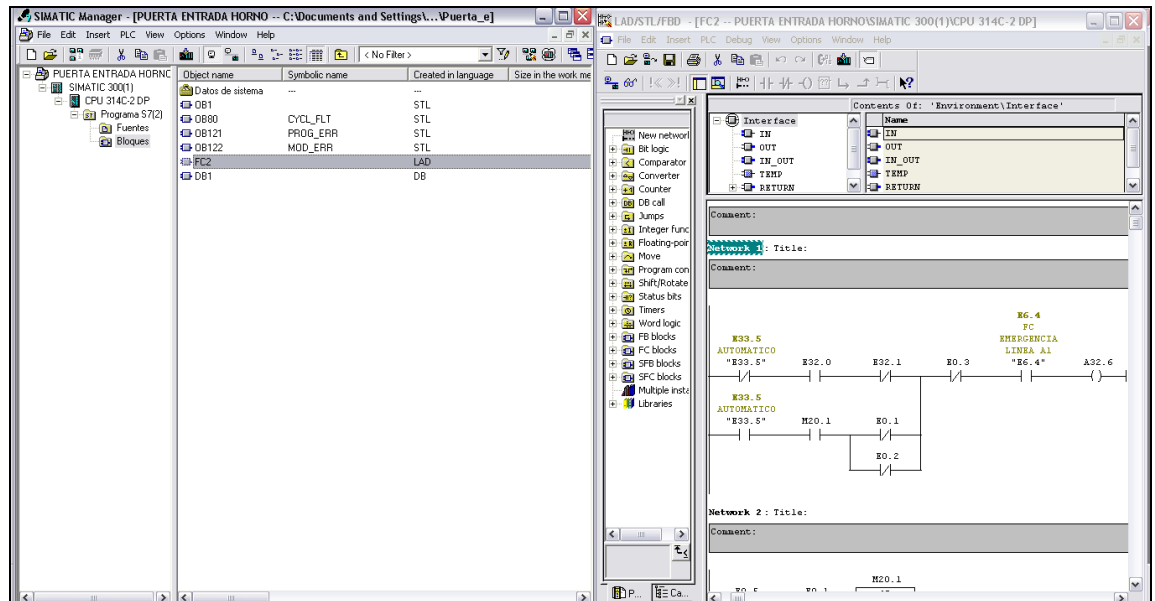 SIMATIC Manager - [PUERTA ENTRADA HORNO -- C:\Documents and Settings\...\Puerta_e]
File Edit Insert PLC View Options Window Help
< No Filter >
PUERTA ENTRADA HORNC
SIMATIC 300(1)
CPU 314C-2 DP
Programa S7(2)
Fuentes
Bloques
Object name Symbolic name Created in language Size in the work me
Datos de sistema --- ---
OB1 STL
OB80 CYCL_FLT STL
OB121 PROG_ERR STL
OB122 MOD_ERR STL
FC2 LAD
DB1 DB
LAD/STL/FBD - [FC2 -- PUERTA ENTRADA HORNO\SIMATIC 300(1)\CPU 314C-2 DP]
File Edit Insert PLC Debug View Options Window Help
New networl
Bit logic
Comparator
Converter
Counter
DB call
Jumps
Integer func
Floating-poir
Move
Program con
Shift/Rotate
Status bits
Timers
Word logic
FB blocks
FC blocks
SFB blocks
SFC blocks
Multiple insta
Libraries
P... Ca...
Contents Of: 'Environment\Interface'
Interface
IN
OUT
IN_OUT
TEMP
RETURN
Name
IN
OUT
IN_OUT
TEMP
RETURN
Comment:
Network 1: Title:
Comment:
E6.4
FC
E33.5 EMERGENCIA
AUTOMATICO LINEA A1
"E33.5" E32.0 E32.1 E0.3 "E6.4" A32.6
E33.5
AUTOMATICO
"E33.5" M20.1 E0.1
E0.2
Network 2 : Title:
Comment:
M20.1